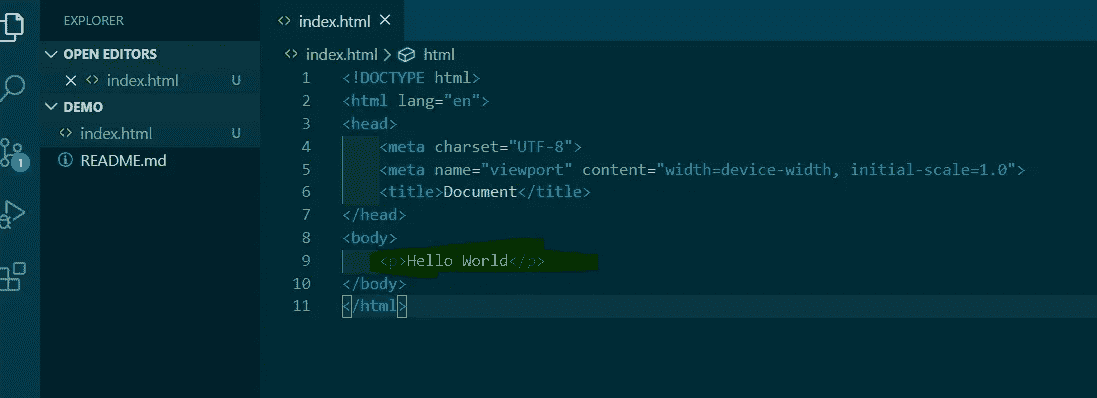 EXPLORER
OPEN EDITORS
index.html U
DEMO
index.html U
README.md
1
index.html
index.html > html
1 <!DOCTYPE html>
2 <html lang="en">
3 <head>
4 <meta charset="UTF-8">
5 <meta name="viewport" content="width=device-width, initial-scale=1.0">
6 <title>Document</title>
7 </head>
8 <body>
9 <p>Hello World</p>
10 </body>
11 </html>